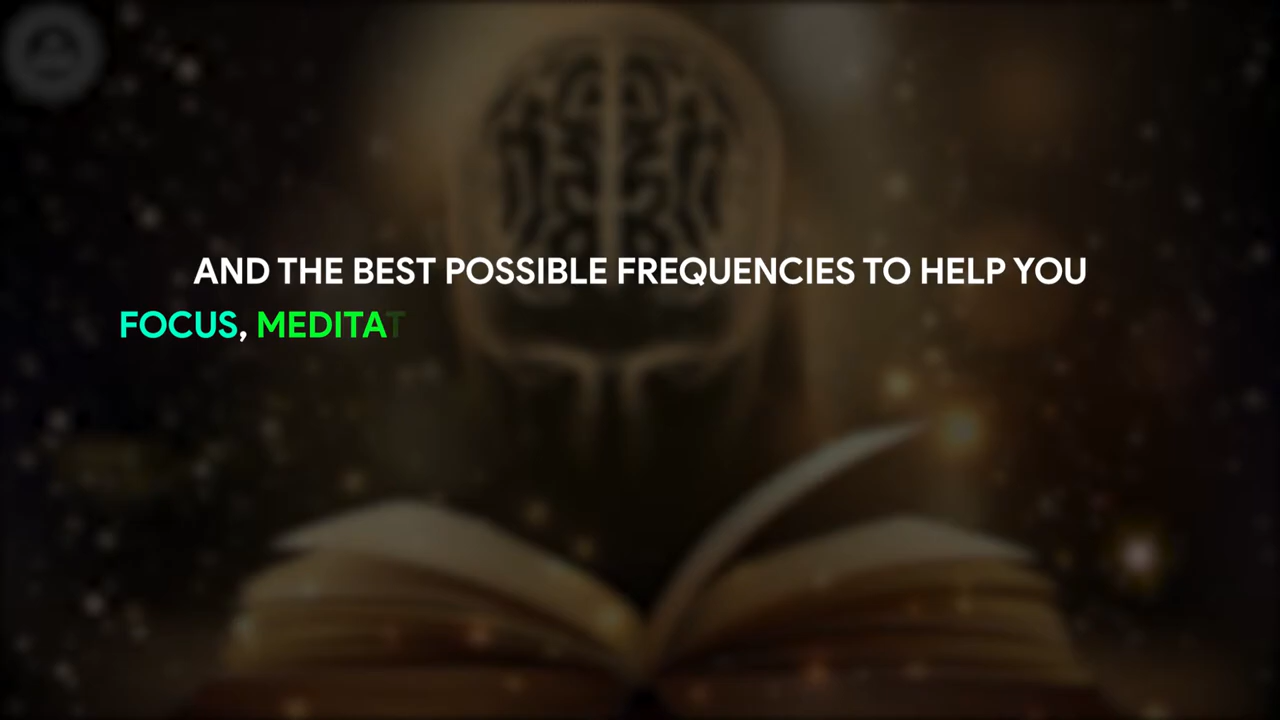 AND THE BEST POSSIBLE FREQUENCIES TO HELP YOU
FOCUS, MEDITAT